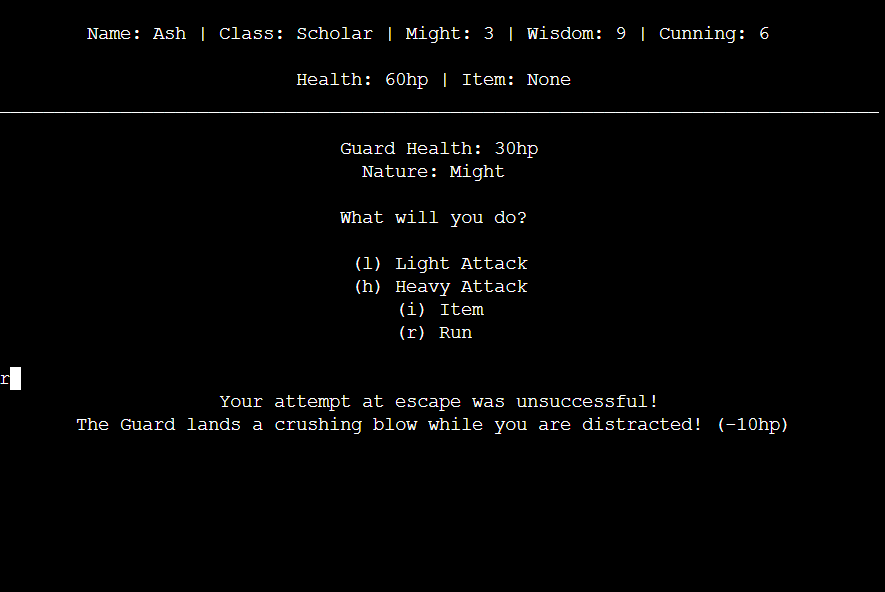 Name: Ash | Class: Scholar | Might: 3 | Wisdom: 9 | Cunning: 6
Health: 60hp | Item: None
Guard Health: 30hp
Nature: Might
What will you do?
(l) Light Attack
(h) Heavy Attack
(i) Item
(r) Run
r
Your attempt at escape was unsuccessful!
The Guard lands a crushing blow while you are distracted! (-10hp)